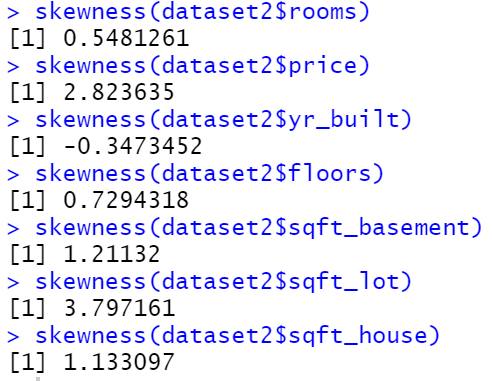 > skewness(dataset2$rooms)
[1] 0.5481261
> skewness(dataset2$price)
[1] 2.823635
> skewness(dataset2$yr_built)
[1] -0.3473452
> skewness(dataset2$floors)
[1] 0.7294318
> skewness(dataset2$sqft_basement)
[1] 1.21132
> skewness(dataset2$sqft_lot)
[1] 3.797161
> skewness(dataset2$sqft_house)
[1] 1.133097